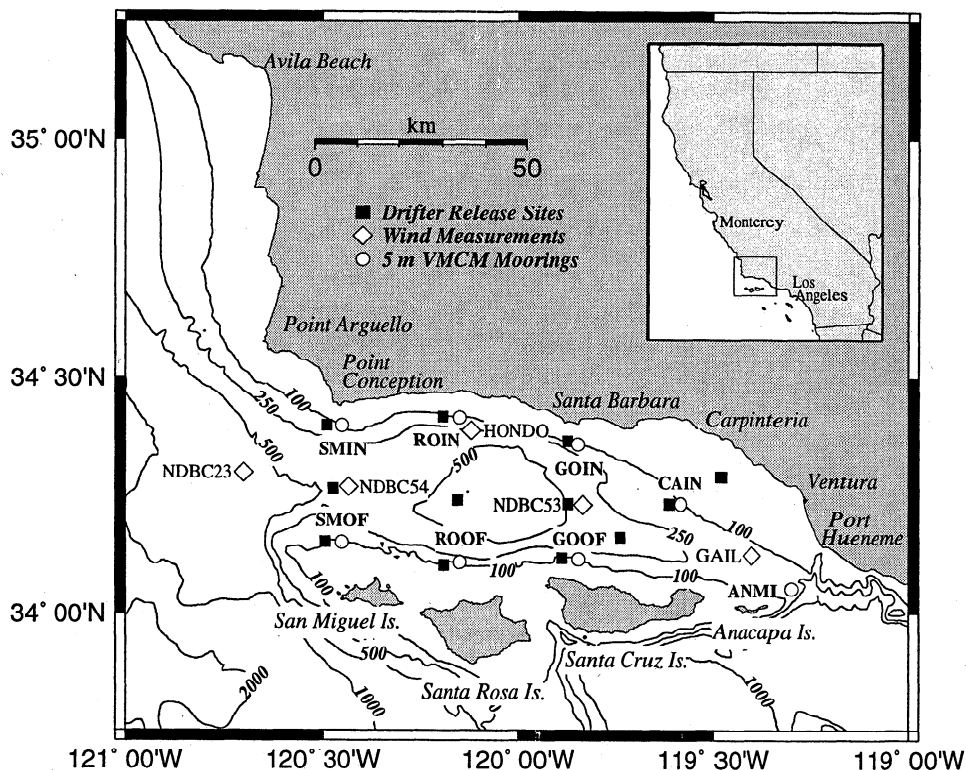 Avila Beach
35° 00'N
km
0 50
Drifter Release Sites
Wind Measurements
5 m VMCM Moorings
Monterey
Los
Angeles
Point Arguello
34° 30'N
Point
Conception
100
250
500
Santa Barbara
Carpinteria
SMIN
ROIN
HONDO
500
GOIN
CAIN
NDBC23
NDBC54
NDBC53
Ventura
Port
Hueneme
SMOF
ROOF
GOOF
250
100
GAIL
100
100
ANMI
100
34° 00'N
San Miguel Is.
Anacapa Is.
500
Santa Cruz Is.
Santa Rosa Is.
2000
1000
1000
121° 00'W
120° 30'W
120° 00'W
119° 30'W
119° 00'W